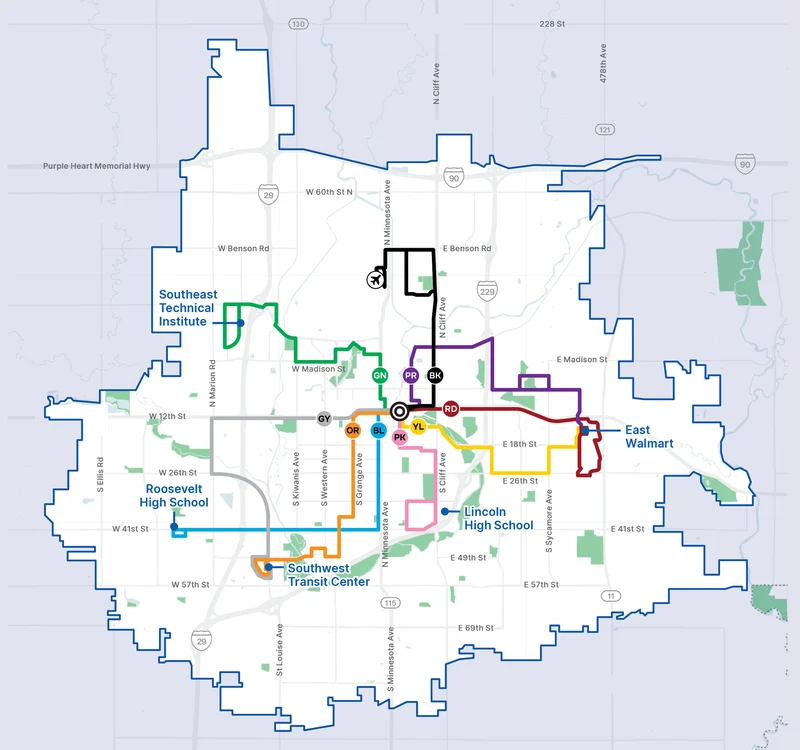 130
228 St
N Cliff Ave
478th Ave
121
Purple Heart Memorial Hwy
90
90
29
W 60th St N
N Minnesota Ave
W Benson Rd
E Benson Rd
229
Southeast
Technical
Institute
N Cliff Ave
E Madison St
W Madison St
N Marion Rd
GN
PR
BK
W 12th St
GY
RD
OR
BL
YL
PK
East
Walmart
E 18th St
S Ellis Rd
W 26th St
S Kiwanis Ave
S Western Ave
S Grange Ave
S Cliff Ave
E 26th St
Roosevelt
High School
Lincoln
High School
S Sycamore Ave
N Minnesota Ave
W 41st St
E 41st St
E 49th St
Southwest
Transit Center
W 57th St
E 57th St
115
11
29
St Louise Ave
S Minnesota Ave
E 69th St